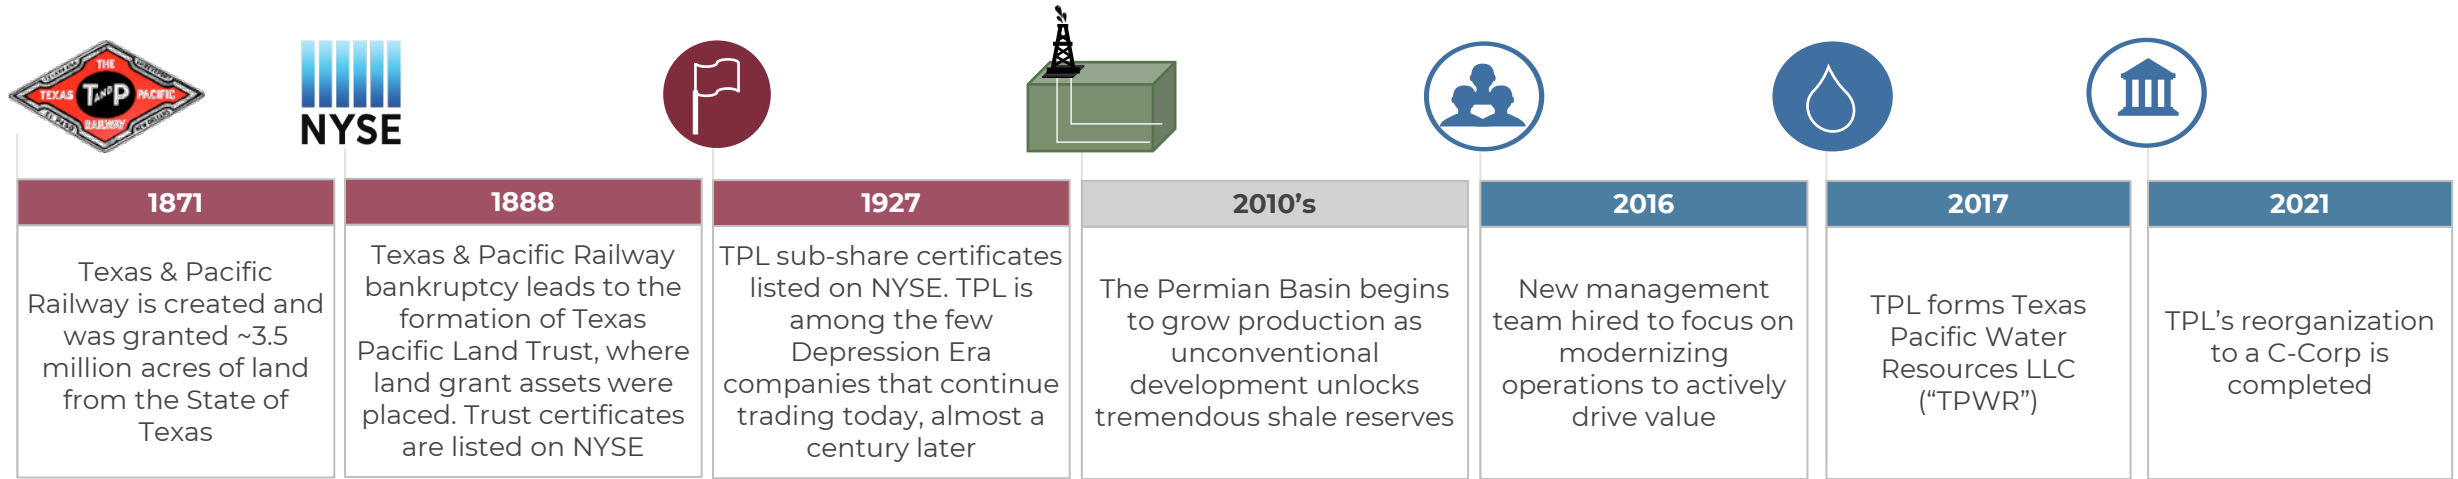 THE
TEXAS T AND P PACIFIC
RAILWAY
EL PASO
NEW ORLEANS
NYSE
1871
Texas & Pacific
Railway is created and
was granted ~3.5
million acres of land
from the State of
Texas
1888
Texas & Pacific Railway
bankruptcy leads to the
formation of Texas
Pacific Land Trust, where
land grant assets were
placed. Trust certificates
are listed on NYSE
1927
TPL sub-share certificates
listed on NYSE. TPL is
among the few
Depression Era
companies that continue
trading today, almost a
century later
2010’s
The Permian Basin begins
to grow production as
unconventional
development unlocks
tremendous shale reserves
2016
New management
team hired to focus on
modernizing
operations to actively
drive value
2017
TPL forms Texas
Pacific Water
Resources LLC
(“TPWR”)
2021
TPL’s reorganization
to a C-Corp is
completed